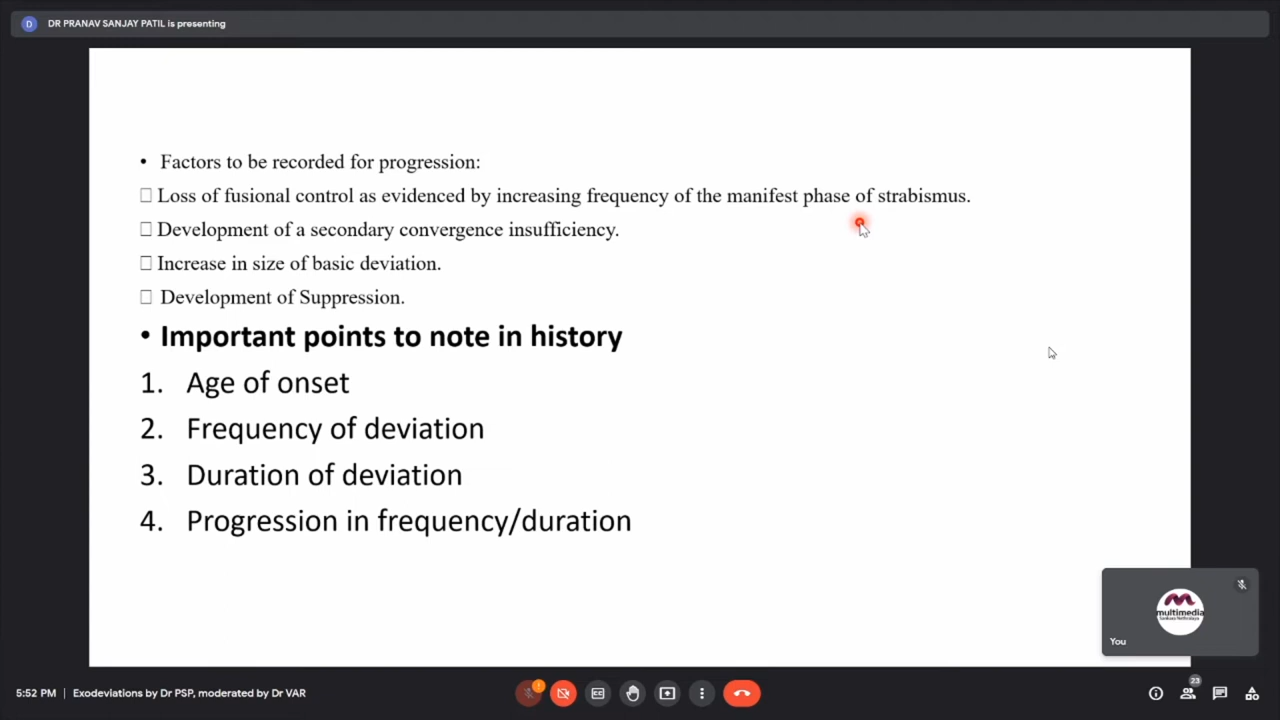 D
DR PRANAV SANJAY PATIL is presenting
• Factors to be recorded for progression:
□ Loss of fusional control as evidenced by increasing frequency of the manifest phase of strabismus.
□ Development of a secondary convergence insufficiency.
□ Increase in size of basic deviation.
□ Development of Suppression.
• Important points to note in history
1. Age of onset
2. Frequency of deviation
3. Duration of deviation
4. Progression in frequency/duration
multimedia
You
5:52 PM | Exodeviations by Dr PSP, moderated by Dr VAR
23